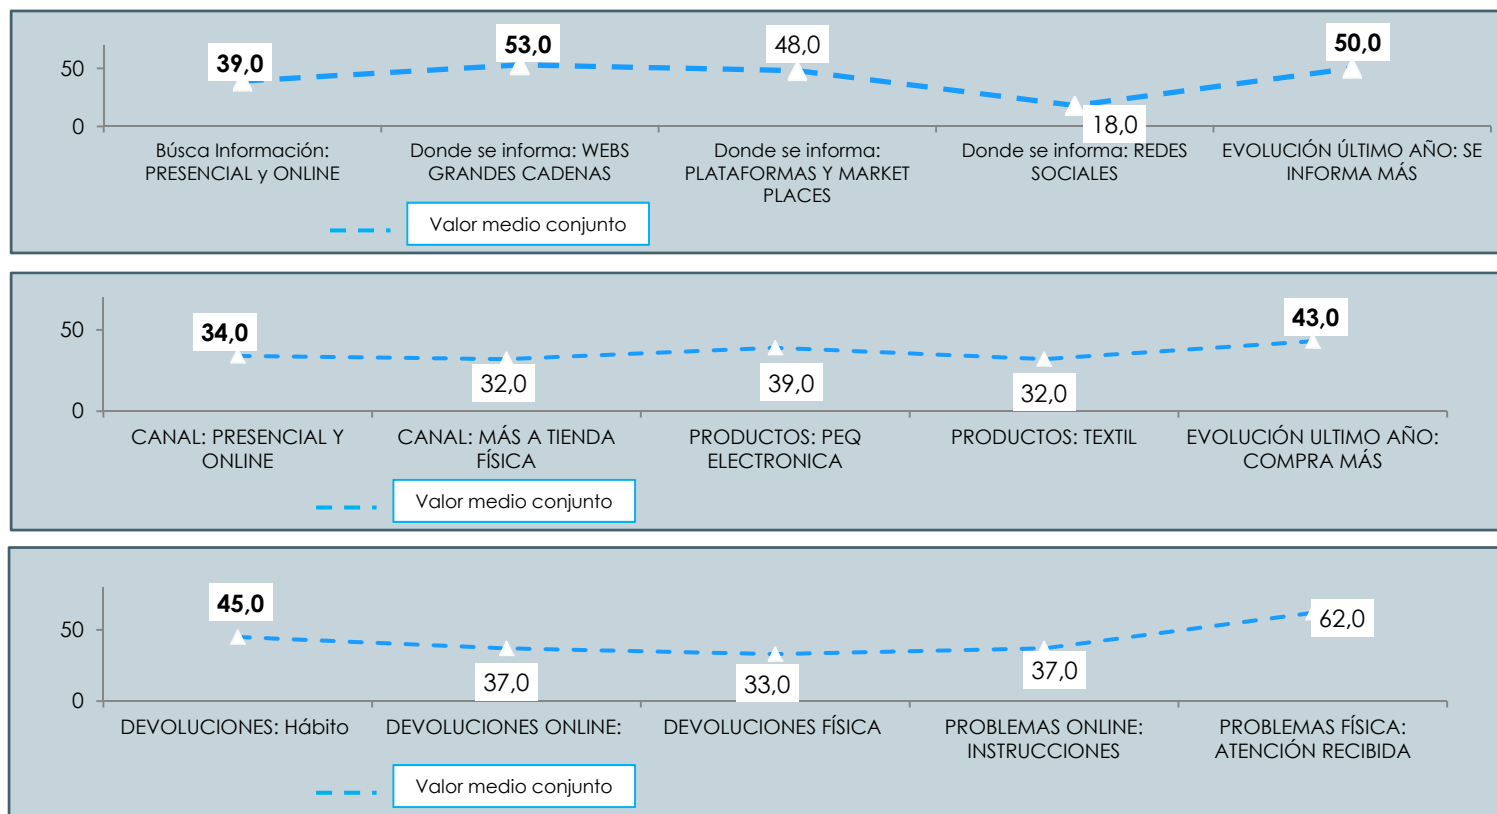 39,0
53,0
48,0
18,0
50,0
50
0
Búsca Información:
PRESENCIAL y ONLINE
Donde se informa: WEBS
GRANDES CADENAS
Donde se informa:
PLATAFORMAS Y MARKET
PLACES
Donde se informa: REDES
SOCIALES
EVOLUCIÓN ÚLTIMO AÑO: SE
INFORMA MÁS
Valor medio conjunto
34,0
32,0
39,0
32,0
43,0
50
0
CANAL: PRESENCIAL Y
ONLINE
CANAL: MÁS A TIENDA
FÍSICA
PRODUCTOS: PEQ
ELECTRONICA
PRODUCTOS: TEXTIL
EVOLUCIÓN ULTIMO AÑO:
COMPRA MÁS
Valor medio conjunto
45,0
37,0
33,0
37,0
62,0
50
0
DEVOLUCIONES: Hábito
DEVOLUCIONES ONLINE:
DEVOLUCIONES FÍSICA
PROBLEMAS ONLINE:
INSTRUCCIONES
PROBLEMAS FÍSICA:
ATENCIÓN RECIBIDA
Valor medio conjunto